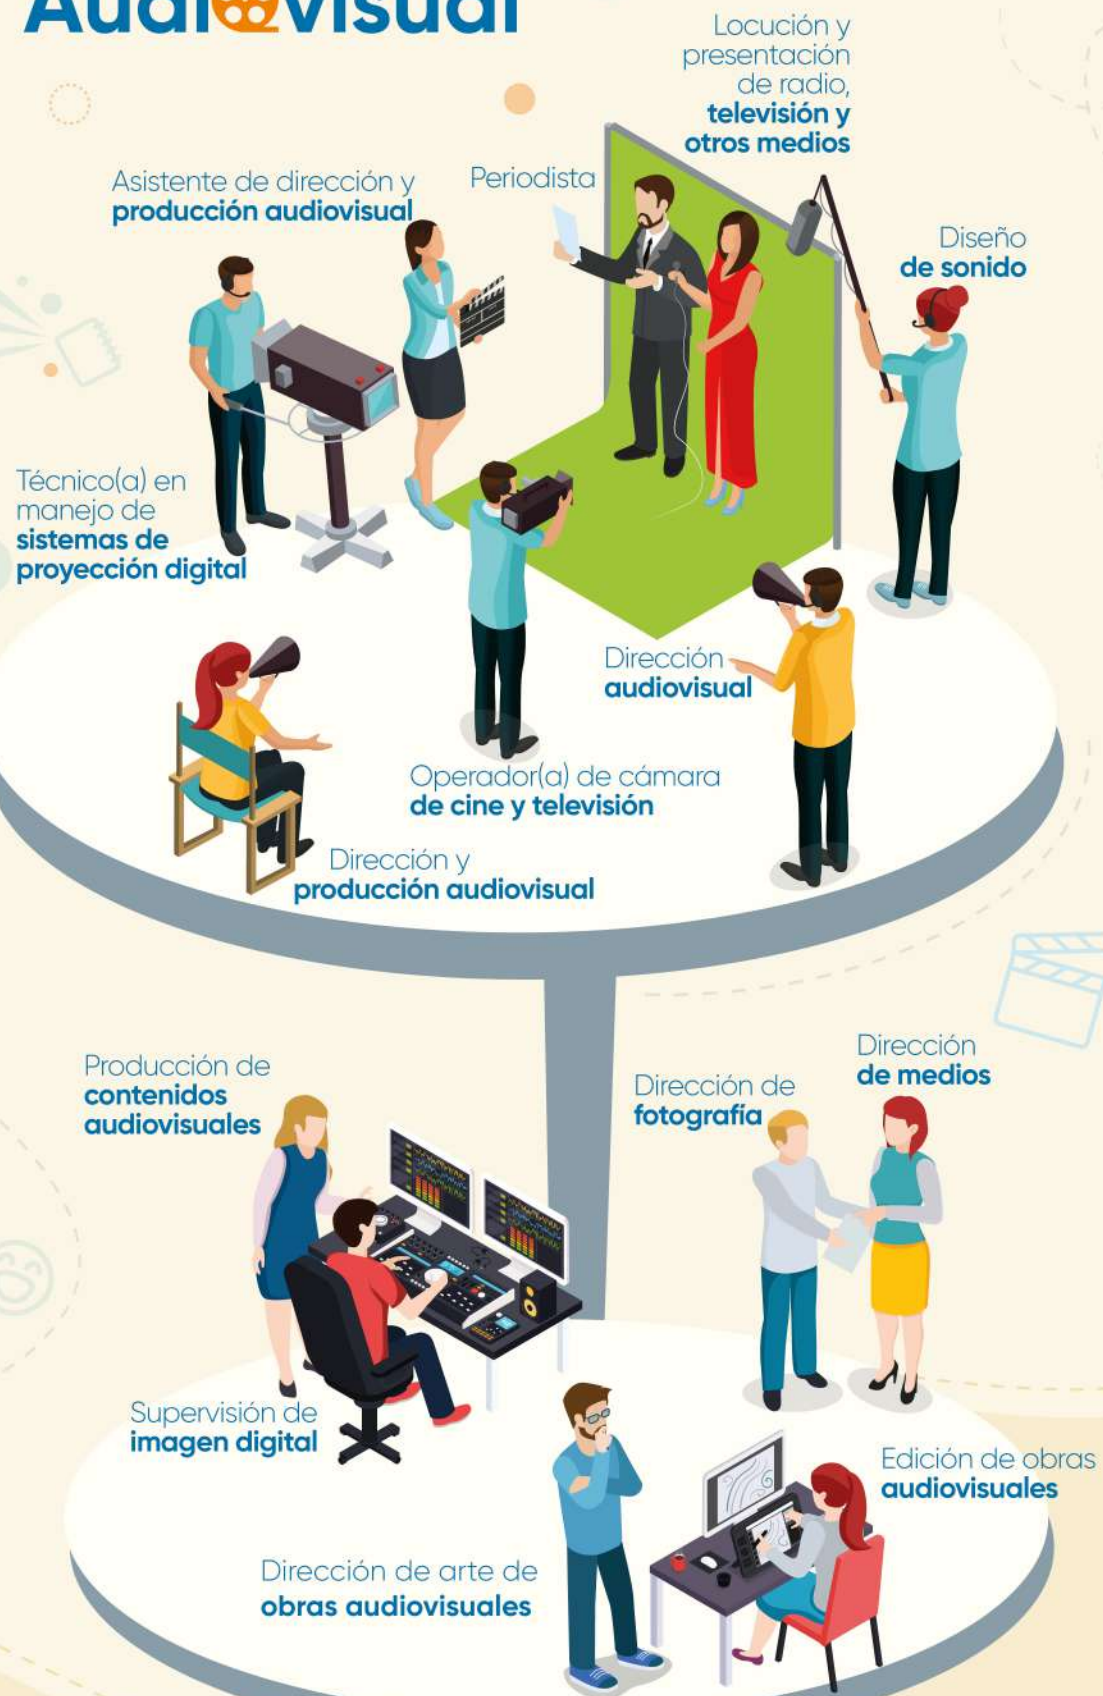 Audiovisual
Locución y
presentación
de radio,
televisión y
otros medios
Asistente de dirección y
producción audiovisual
Periodista
Diseño
de sonido
Técnico(a) en
manejo de
sistemas de
proyección digital
Dirección
audiovisual
Operador(a) de cámara
de cine y televisión
Dirección y
producción audiovisual
Producción de
contenidos
audiovisuales
Dirección de
fotografía
Dirección
de medios
Supervisión de
imagen digital
Edición de obras
audiovisuales
Dirección de arte de
obras audiovisuales